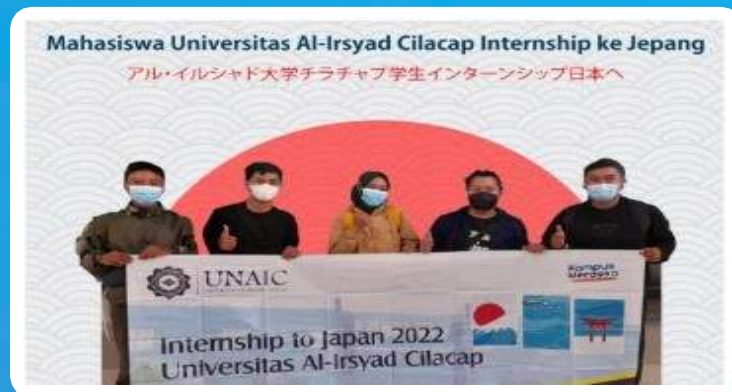 Mahasiswa Universitas Al-Irsyad Cilacap Internship ke Jepang
アル・イルシャド大学チラチャプ学生インターンシップ日本へ
UNAIC
Kampus
Merdeka
Internship to Japan 2022
Universitas Al-Irsyad Cilacap